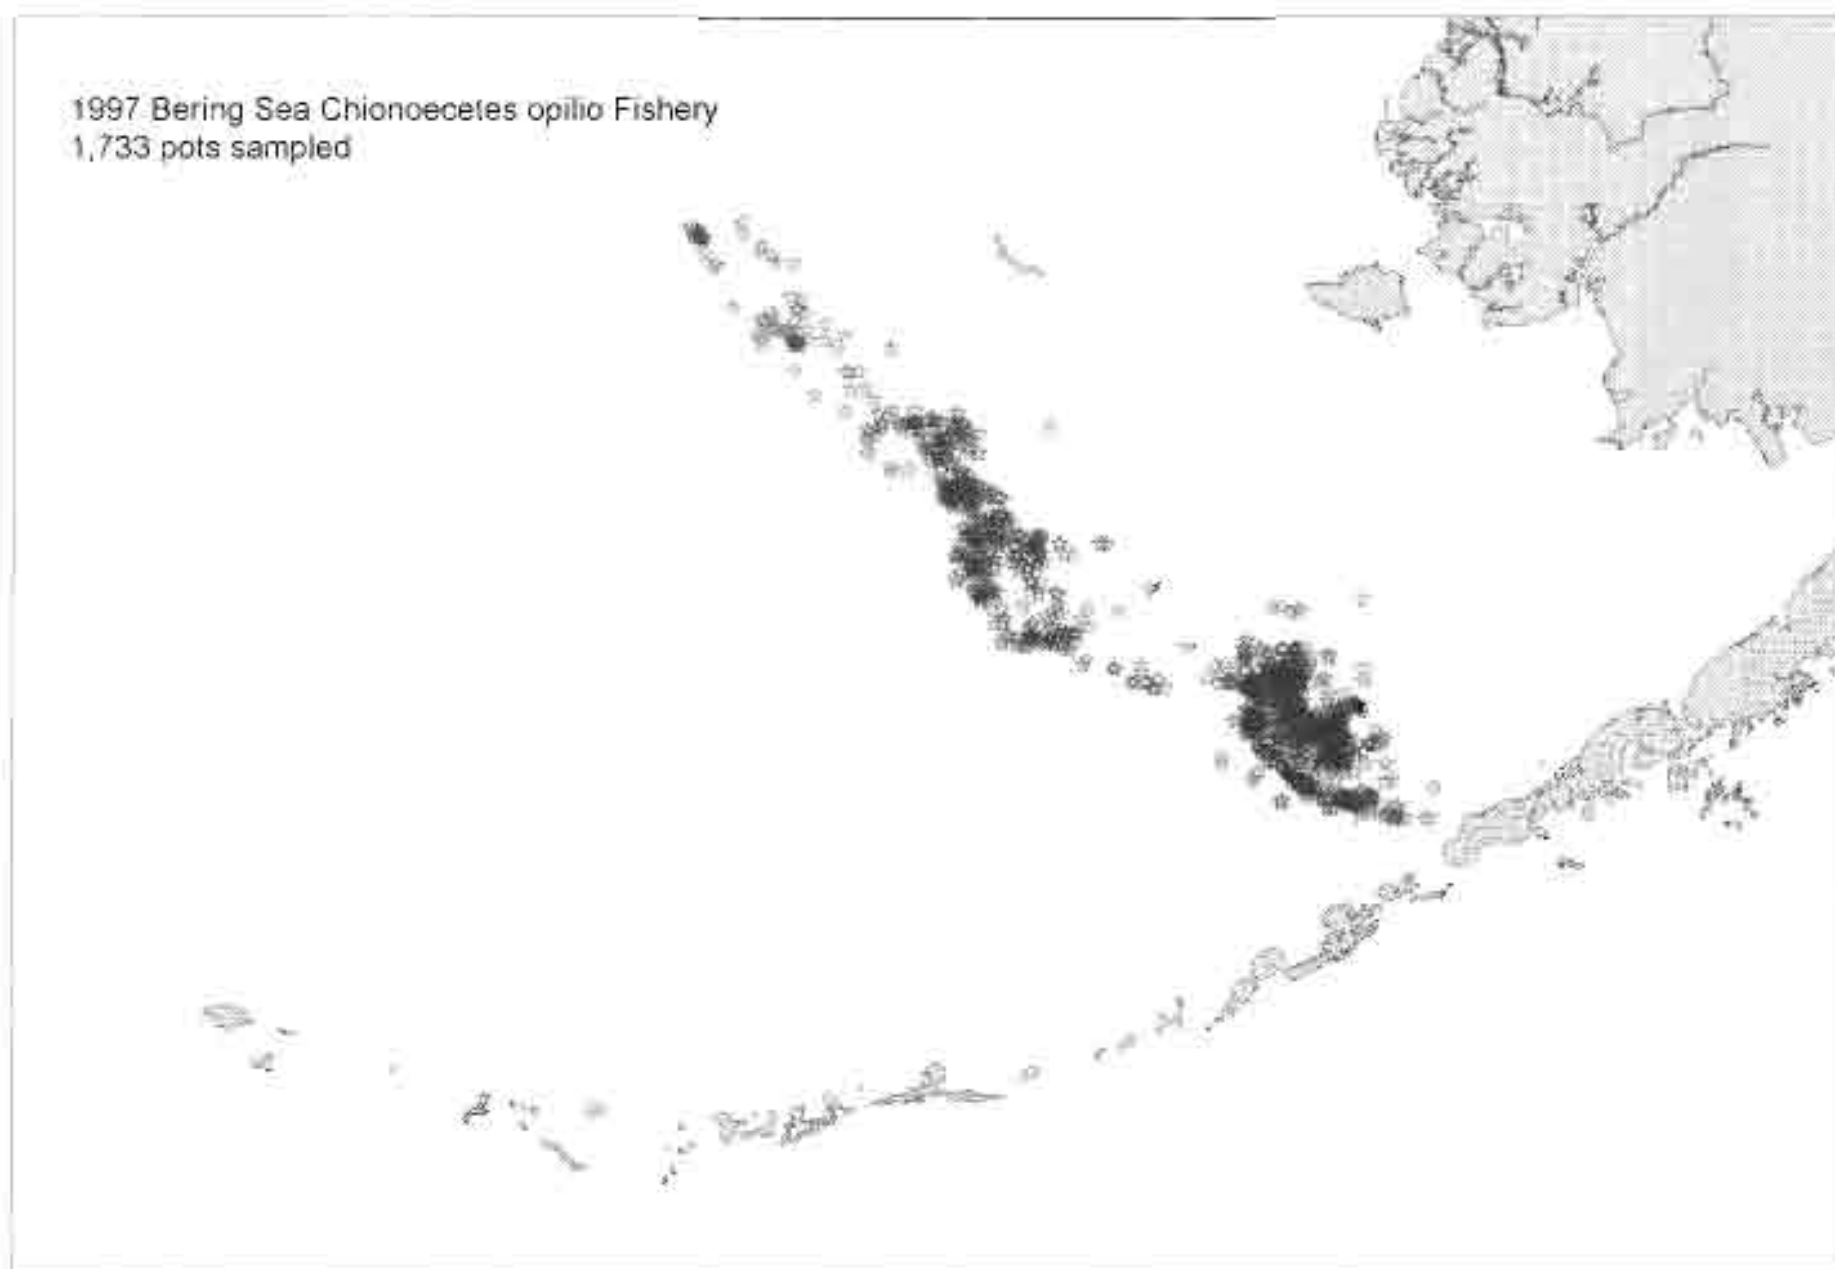 1997 Bering Sea Chionoecetes opilio Fishery
1,733 pots sampled